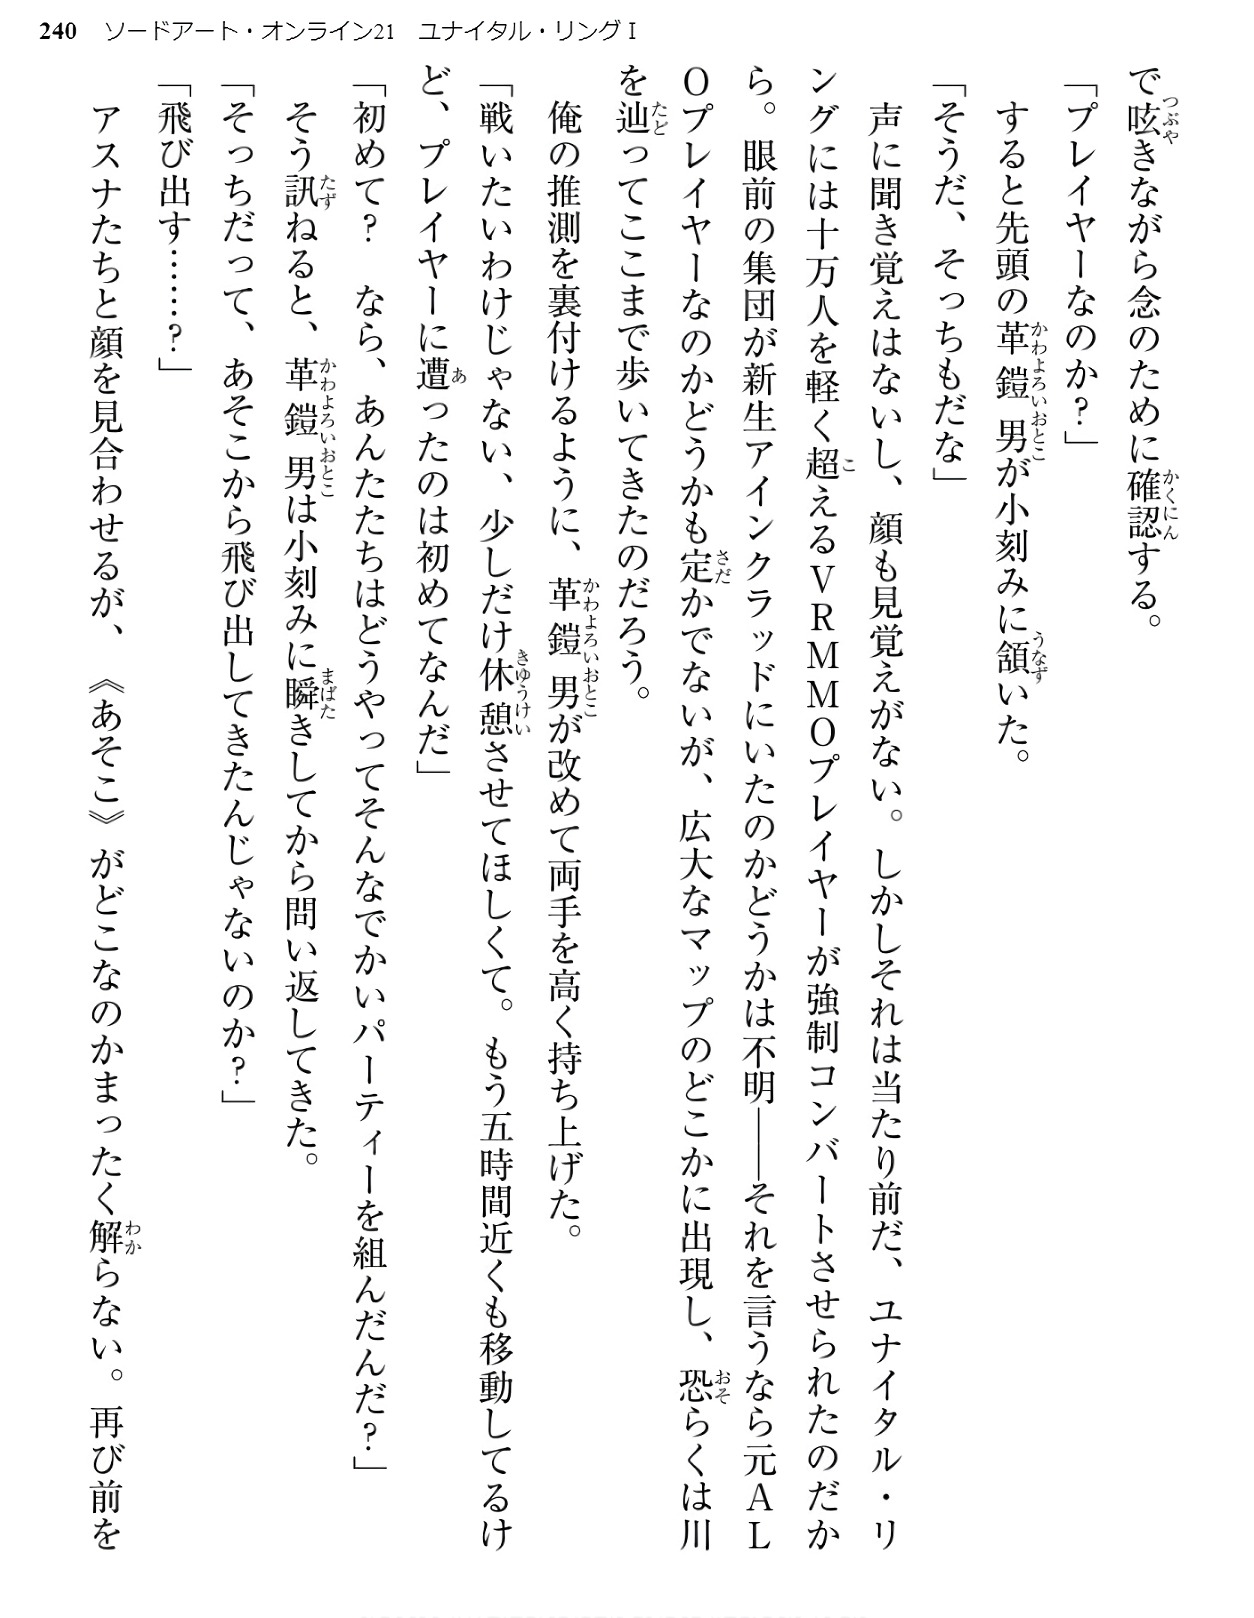 240 ソードアート・オンライン21 ユナイタル・リングⅠ
で呟きながら念のために確認する。
「プレイヤーなのか？」
すると先頭の革鎧男が小刻みに頷いた。
「そうだ、そっちもだな」
声に聞き覚えはないし、顔も見覚えがない。しかしそれは当たり前だ、ユナイタル・リ
ングには十万人を軽く超えるＶＲＭＭＯプレイヤーが強制コンバートさせられたのだか
ら。眼前の集団が新生アインクラッドにいたのかどうかは不明――それを言うなら元ＡＬ
Ｏプレイヤーなのかどうかも定かでないが、広大なマップのどこかに出現し、恐らくは川
を辿ってここまで歩いてきたのだろう。
俺の推測を裏付けるように、革鎧男が改めて両手を高く持ち上げた。
「戦いたいわけじゃない、少しだけ休憩させてほしくて。もう五時間近くも移動してるけ
ど、プレイヤーに遭ったのは初めてなんだ」
「初めて？　なら、あんたたちはどうやってそんなでかいパーティーを組んだんだ？」
そう訊ねると、革鎧男は小刻みに瞬きしてから問い返してきた。
「そっちだって、あそこから飛び出してきたんじゃないのか？」
「飛び出す……？」
アスナたちと顔を見合わせるが、《あそこ》がどこなのかまったく解らない。再び前を